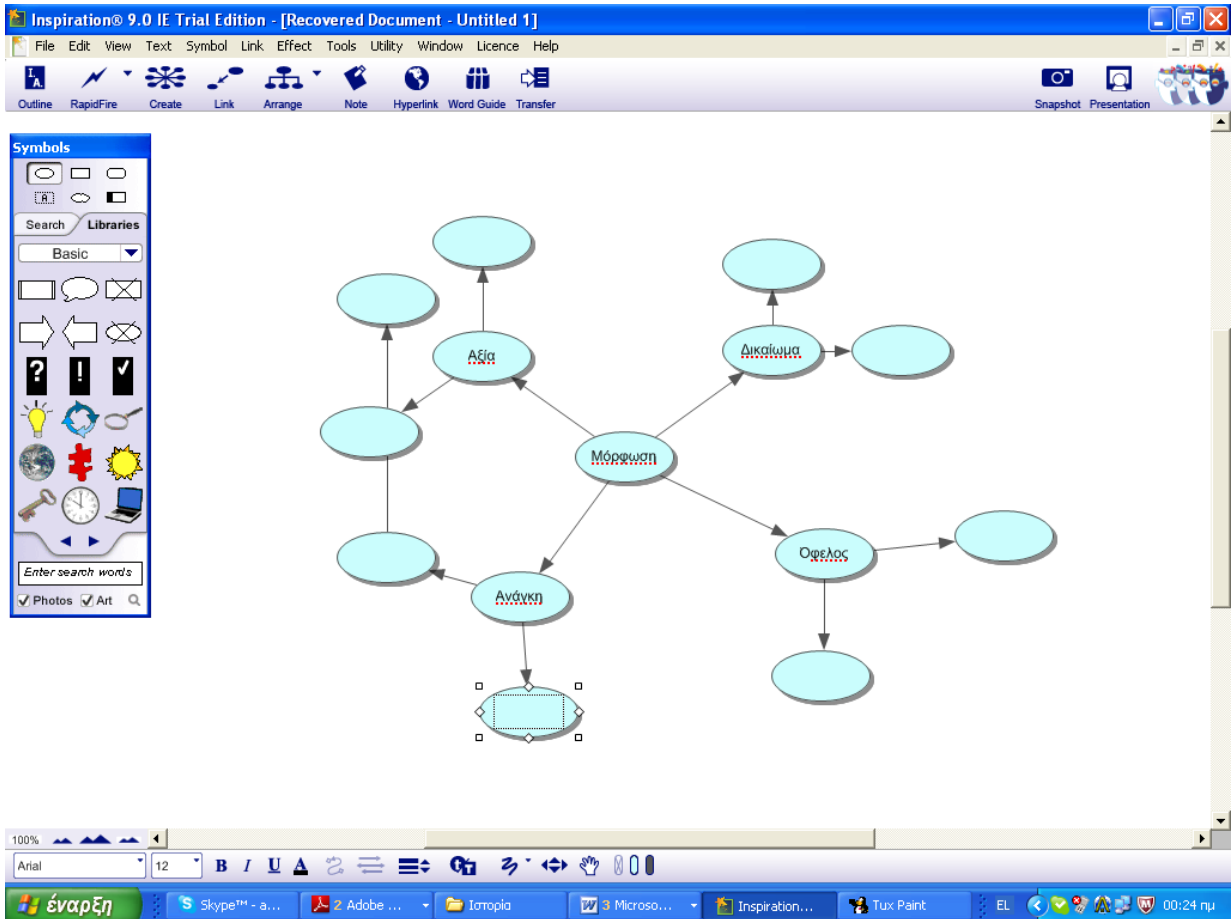 Inspiration® 9.0 IE Trial Edition - [Recovered Document - Untitled 1]
File Edit View Text Symbol Link Effect Tools Utility Window Licence Help
Outline RapidFire Create Link Arrange Note Hyperlink Word Guide Transfer Snapshot Presentation
Symbols
Search Libraries
Basic
Enter search words
Photos Art
Αξία
Δικαίωμα
Μόρφωση
Όφελος
Ανάγκη
100%
Arial 12 B I U A
έναρξη Skype™ - a... 2 Adobe ... Ιστορία 3 Microso... Inspiration... Tux Paint EL 00:24 πμ